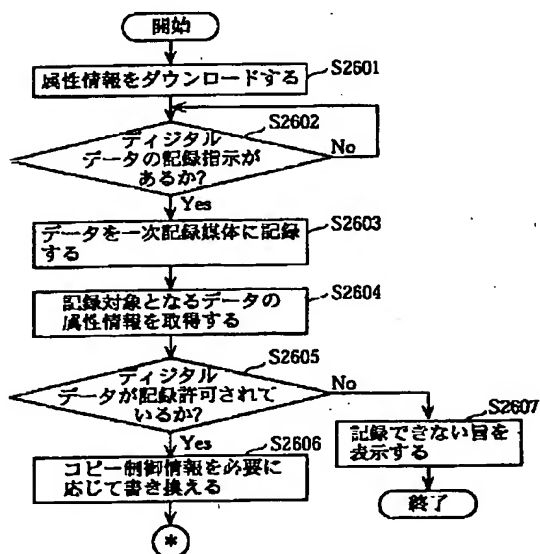 開始
属性情報をダウンロードする
S2601
S2602
ディジタル
データの記録指示が
あるか?
No
Yes
データを一次記録媒体に記録
する
S2603
記録対象となるデータの
属性情報を取得する
S2604
S2605
ディジタル
データが記録許可されて
いるか?
No
Yes
S2606
コピー制御情報を必要に
応じて書き換える
S2607
記録できない旨を
表示する
終了
*